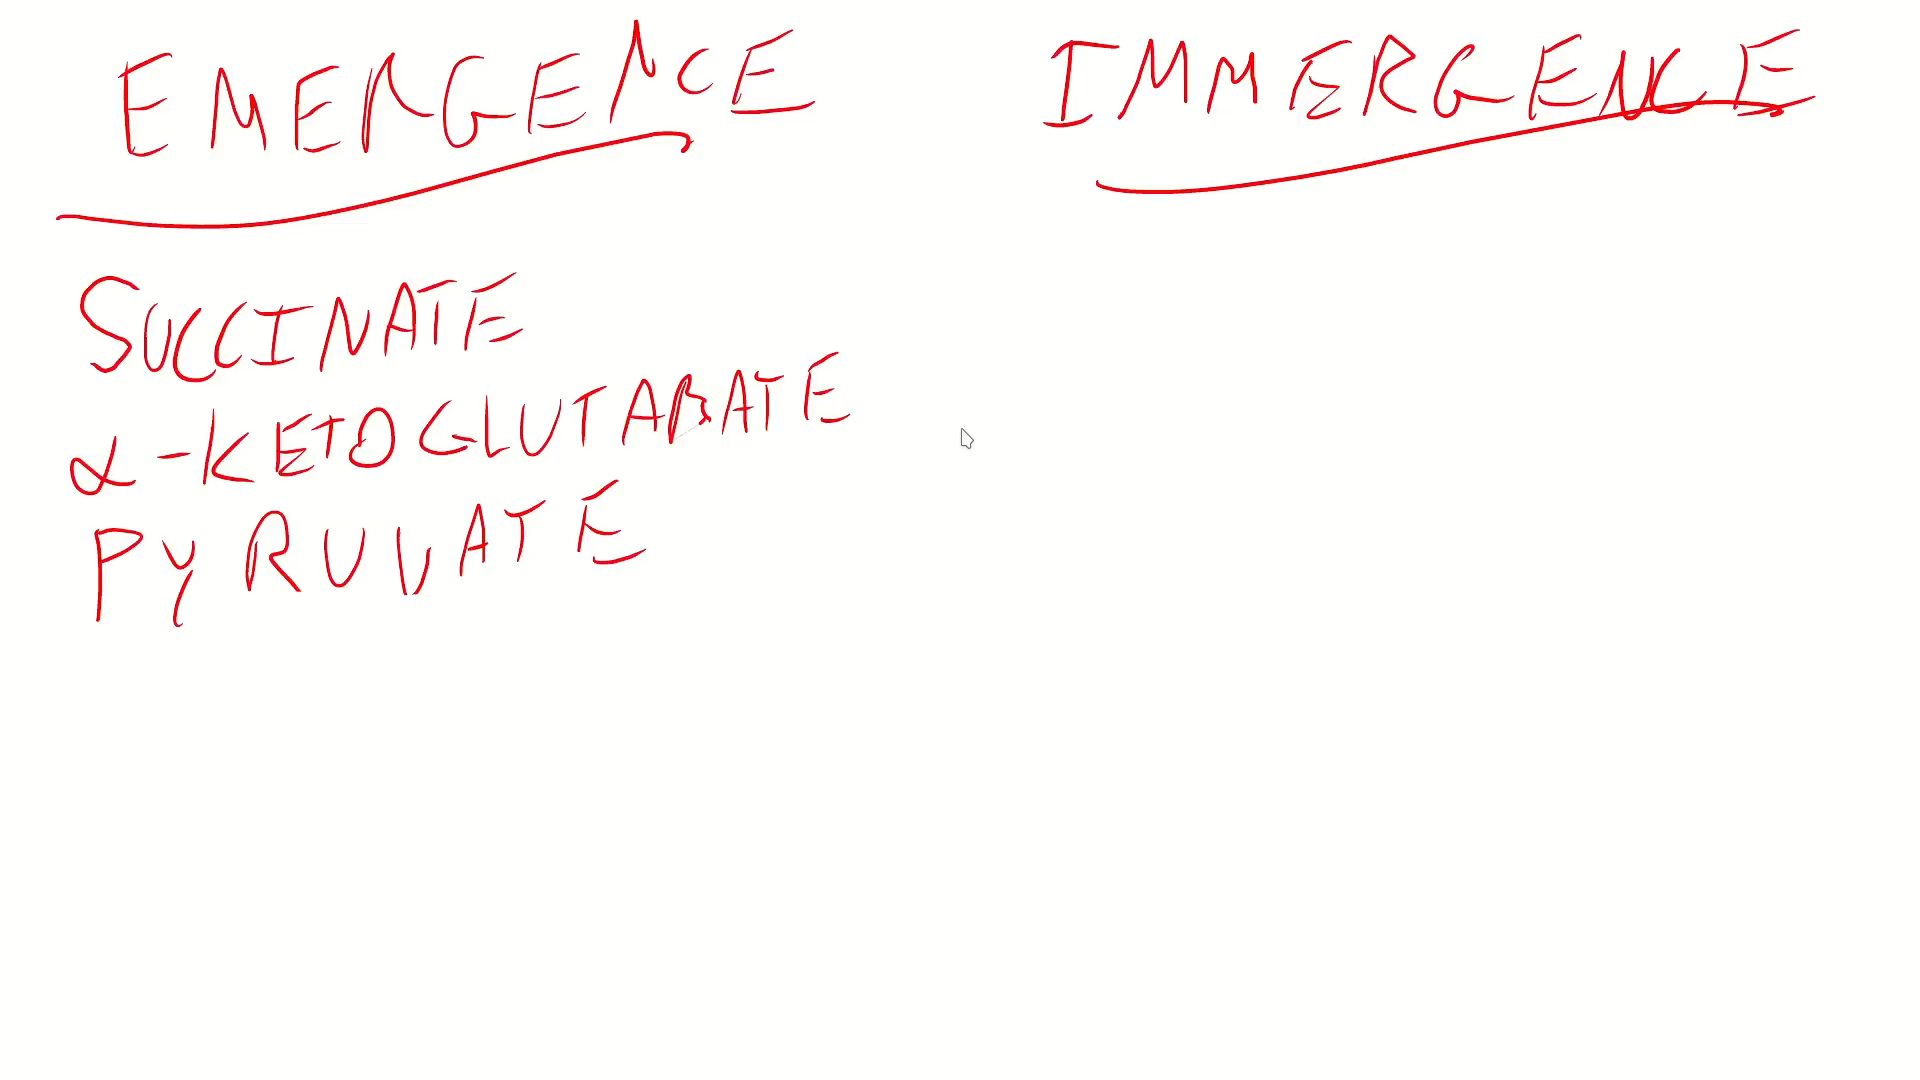 EMERGENCE
IMMERGENCE
SUCCINATE
α-KETOGLUTARATE
PYRUVATE